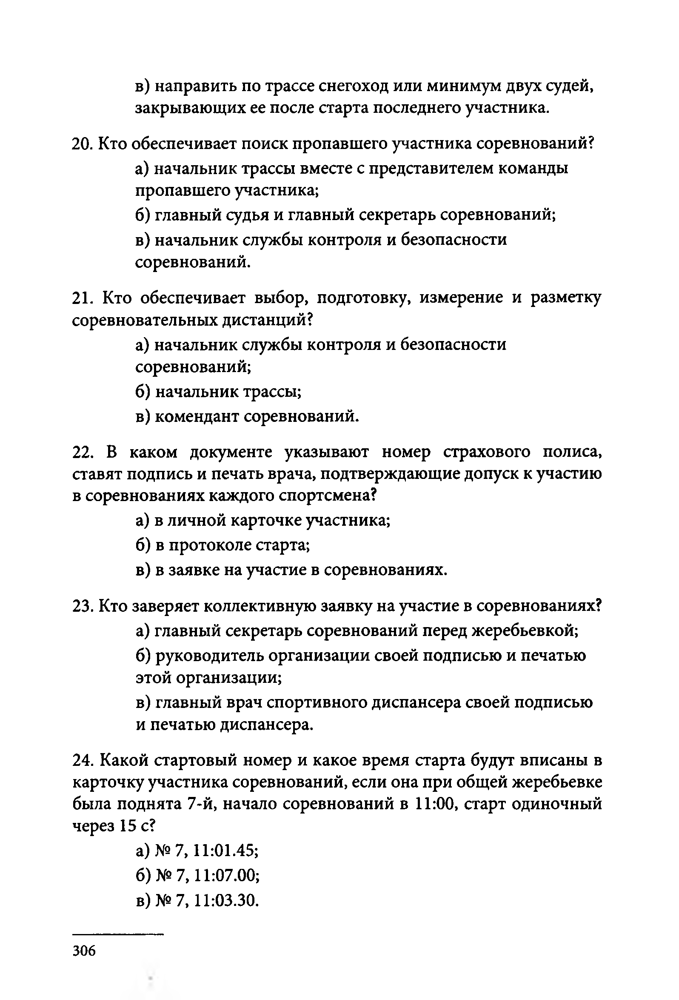 в) направить по трассе снегоход или минимум двух судей,
закрывающих ее после старта последнего участника.
20. Кто обеспечивает поиск пропавшего участника соревнований?
а) начальник трассы вместе с представителем команды
пропавшего участника;
б) главный судья и главный секретарь соревнований;
в) начальник службы контроля и безопасности
соревнований.
21. Кто обеспечивает выбор, подготовку, измерение и разметку
соревновательных дистанций?
а) начальник службы контроля и безопасности
соревнований;
б) начальник трассы;
в) комендант соревнований.
22. В каком документе указывают номер страхового полиса,
ставят подпись и печать врача, подтверждающие допуск к участию
в соревнованиях каждого спортсмена?
а) в личной карточке участника;
б) в протоколе старта;
в) в заявке на участие в соревнованиях.
23. Кто заверяет коллективную заявку на участие в соревнованиях?
а) главный секретарь соревнований перед жеребьевкой;
б) руководитель организации своей подписью и печатью
этой организации;
в) главный врач спортивного диспансера своей подписью
и печатью диспансера.
24. Какой стартовый номер и какое время старта будут вписаны в
карточку участника соревнований, если она при общей жеребьевке
была поднята 7-й, начало соревнований в 11:00, старт одиночный
через 15 с?
а) № 7, 11:01.45;
б) № 7, 11:07.00;
в) № 7, 11:03.30.
306